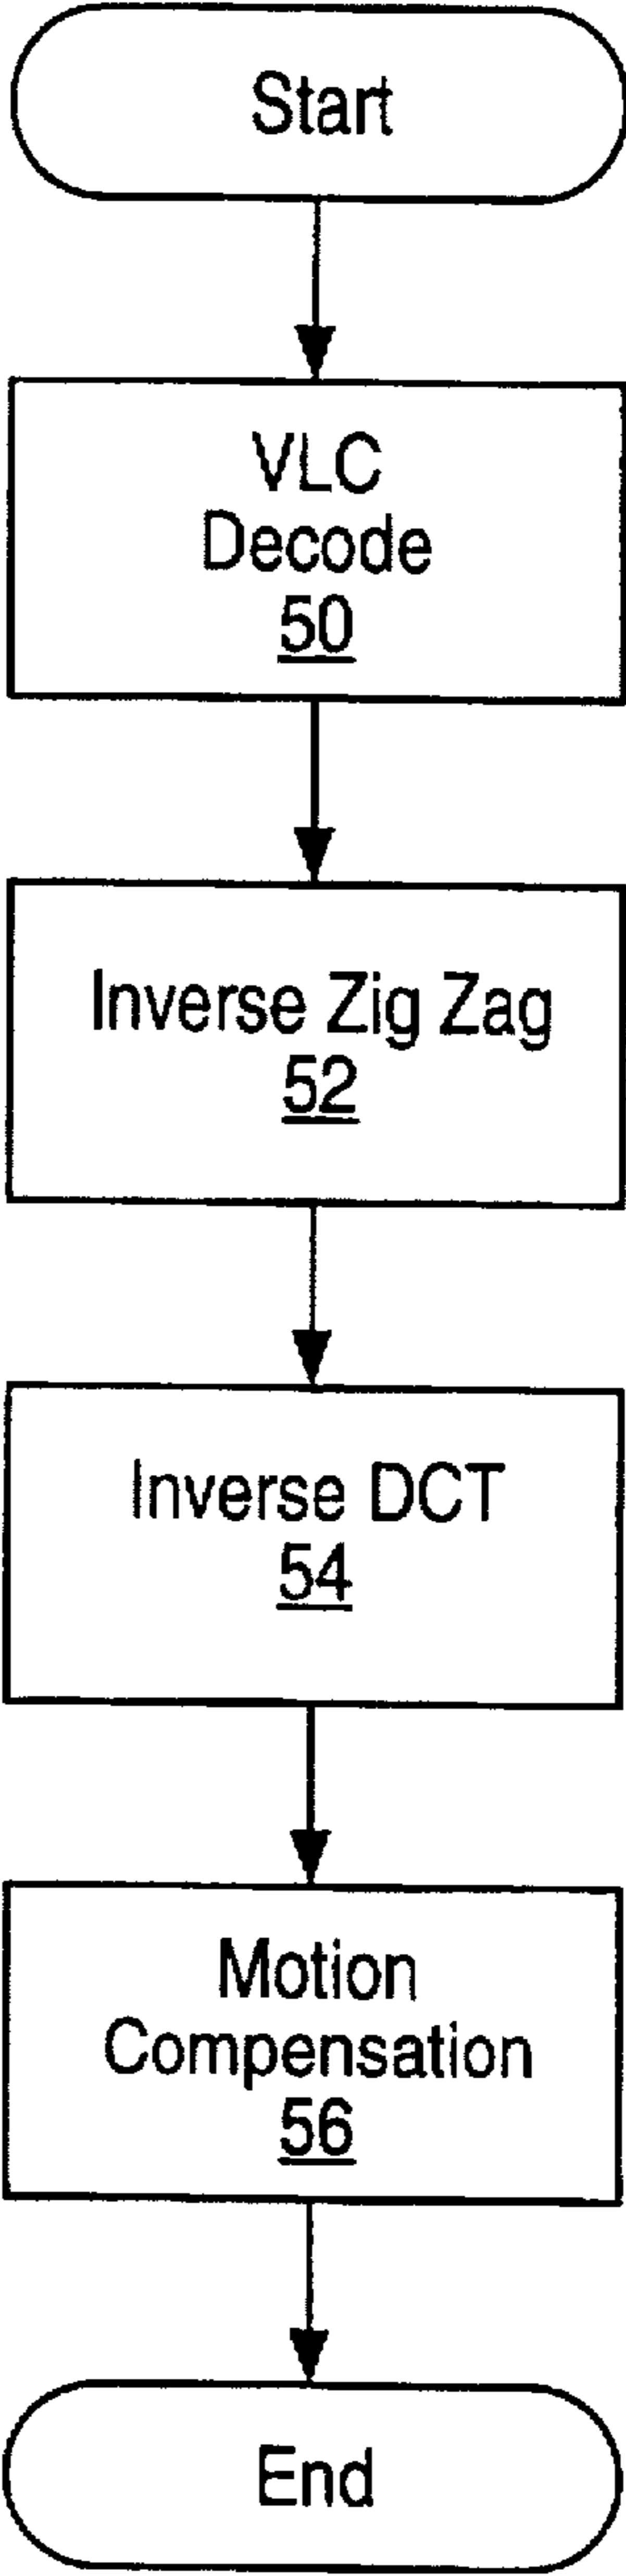 Start
VLC
Decode
50
Inverse Zig Zag
52
Inverse DCT
54
Motion
Compensation
56
End